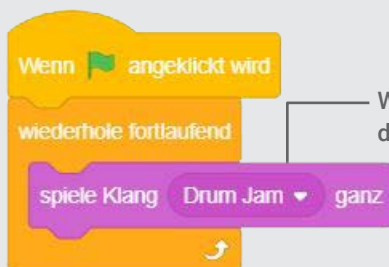 Wenn angeklickt wird
wiederhole fortlaufend
spiele Klang Drum Jam ganz